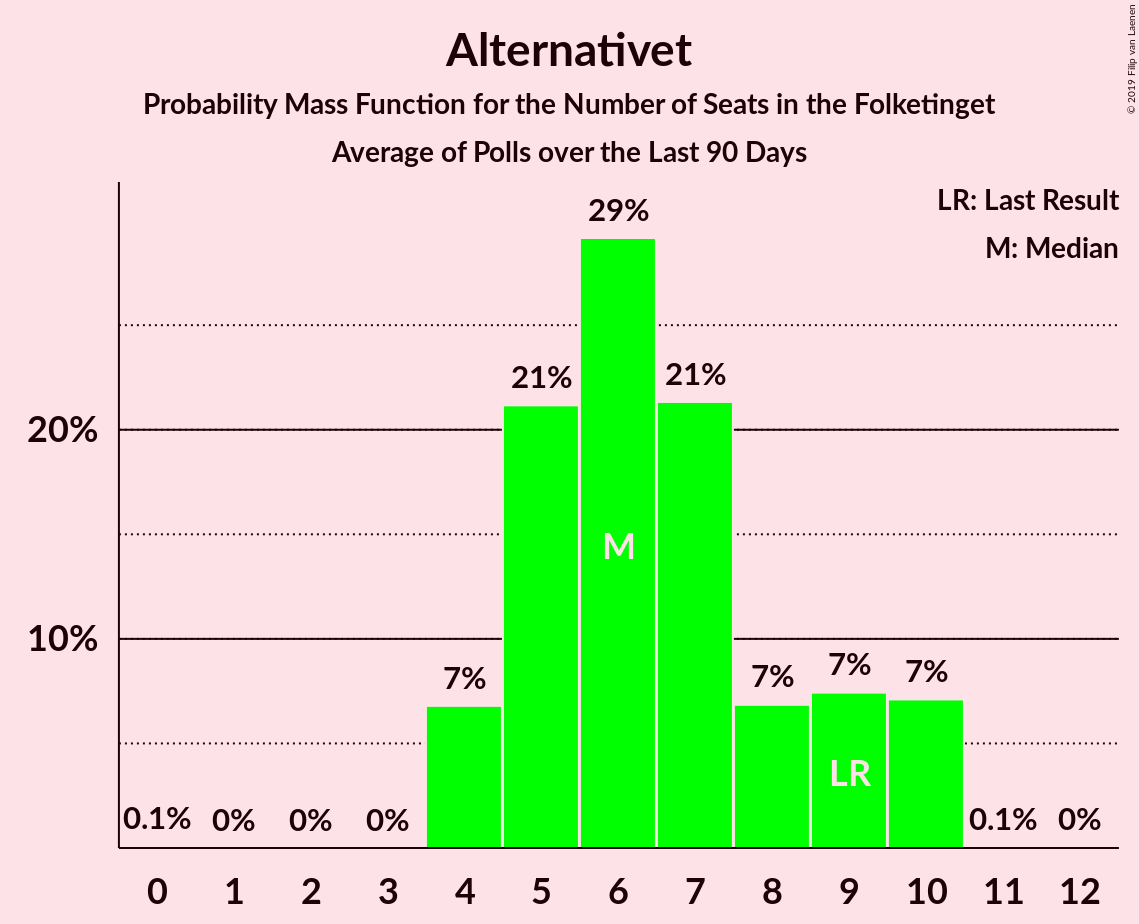 Alternativet
Probability Mass Function for the Number of Seats in the Folketinget
Average of Polls over the Last 90 Days
© 2019 Filip van Laenen
LR: Last Result
M: Median
29%
21%
21%
20%
M
10%
7%
7%
7%
7%
LR
0.1%
0%
0%
0%
0.1%
0%
0 1 2 3 4 5 6 7 8 9 10 11 12